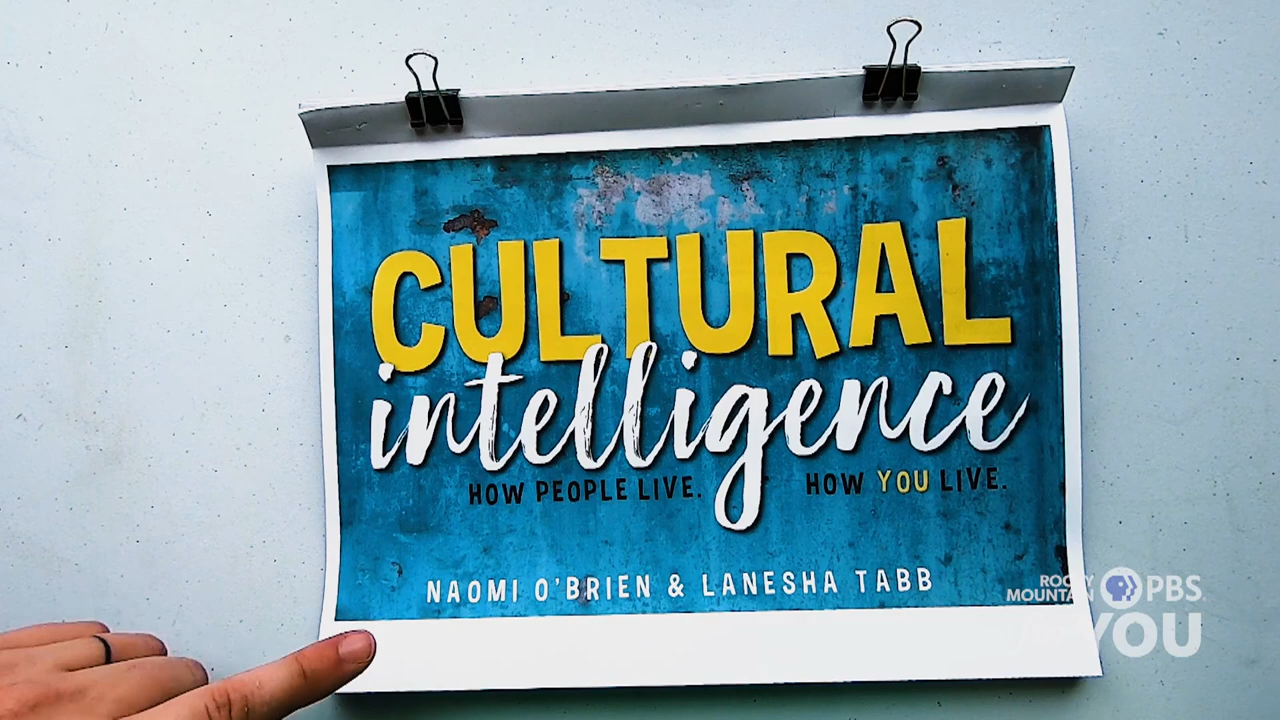 CULTURAL
intelligence
HOW PEOPLE LIVE. HOW YOU LIVE.
NAOMI O'BRIEN & LANESHA TABB
ROCKY
MOUNTAIN PBS
YOU